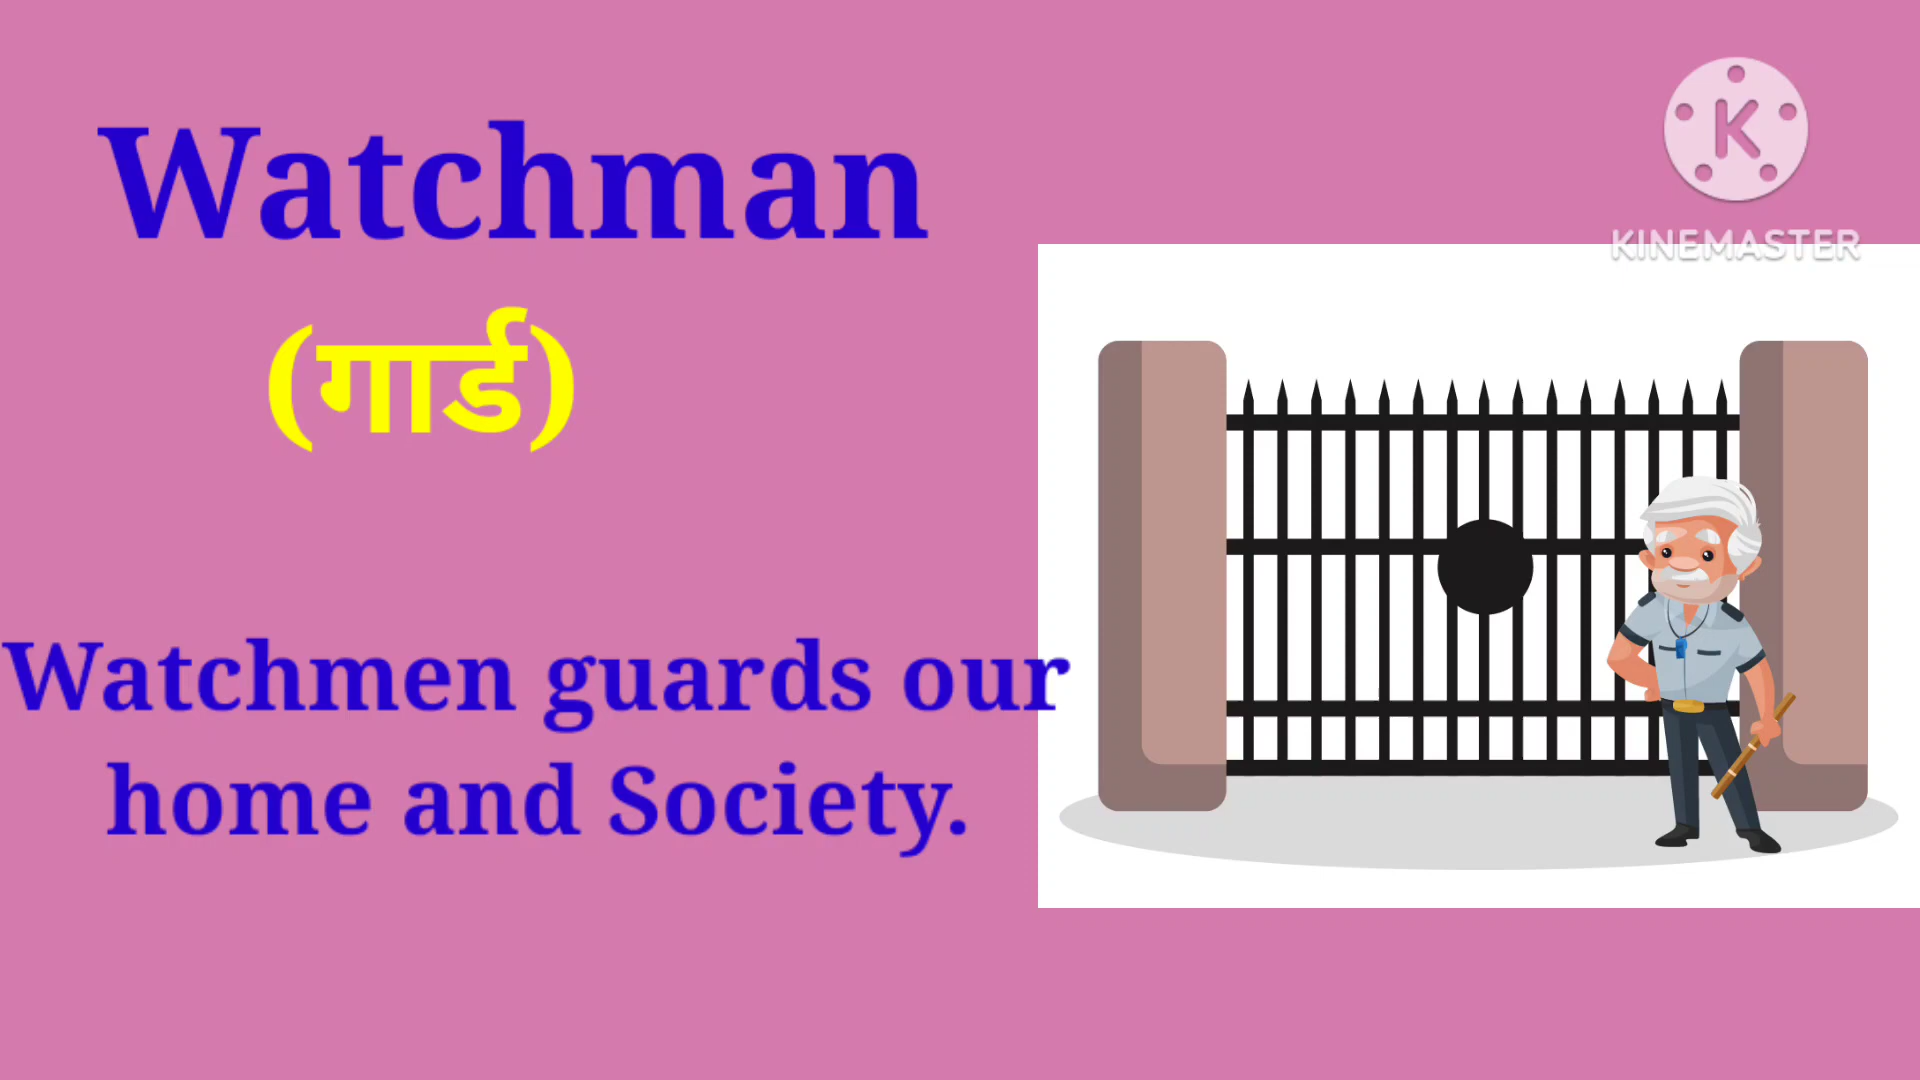 Watchman
(गार्ड)
Watchmen guards our
home and Society.
K
KINEMASTER